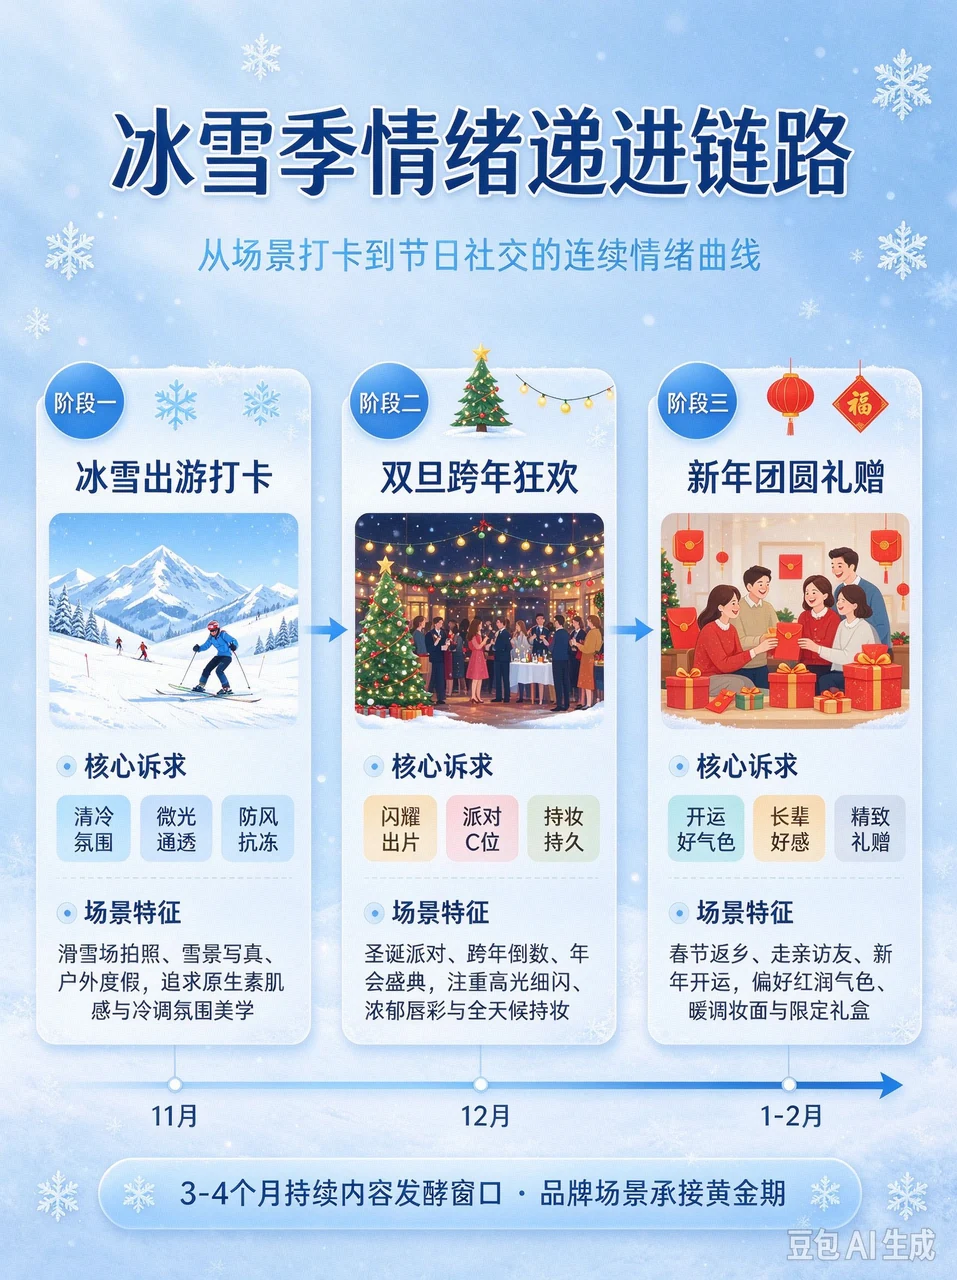 冰雪季情绪递进链路
从场景打卡到节日社交的连续情绪曲线
阶段一
冰雪出游打卡
核心诉求
清冷
氛围
微光
通透
防风
抗冻
场景特征
滑雪场拍照、雪景写真、
户外度假，追求原生素肌
感与冷调氛围美学
阶段二
双旦跨年狂欢
核心诉求
闪耀
出片
派对
C位
持妆
持久
场景特征
圣诞派对、跨年倒数、年
会盛典，注重高光细闪、
浓郁唇彩与全天候持妆
阶段三
福
新年团圆礼赠
核心诉求
开运
好气色
长辈
好感
精致
礼赠
场景特征
春节返乡、走亲访友、新
年开运，偏好红润气色、
暖调妆面与限定礼盒
11月
12月
1-2月
3-4个月持续内容发酵窗口 · 品牌场景承接黄金期
豆包AI生成